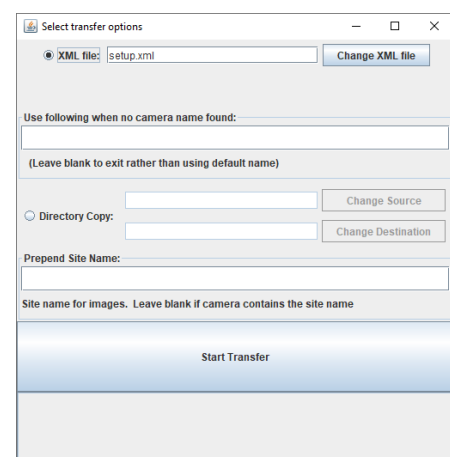 Select transfer options
XML file: setup.xml Change XML file
Use following when no camera name found:
(Leave blank to exit rather than using default name)
Change Source
Directory Copy:
Change Destination
Prepend Site Name:
Site name for images. Leave blank if camera contains the site name
Start Transfer